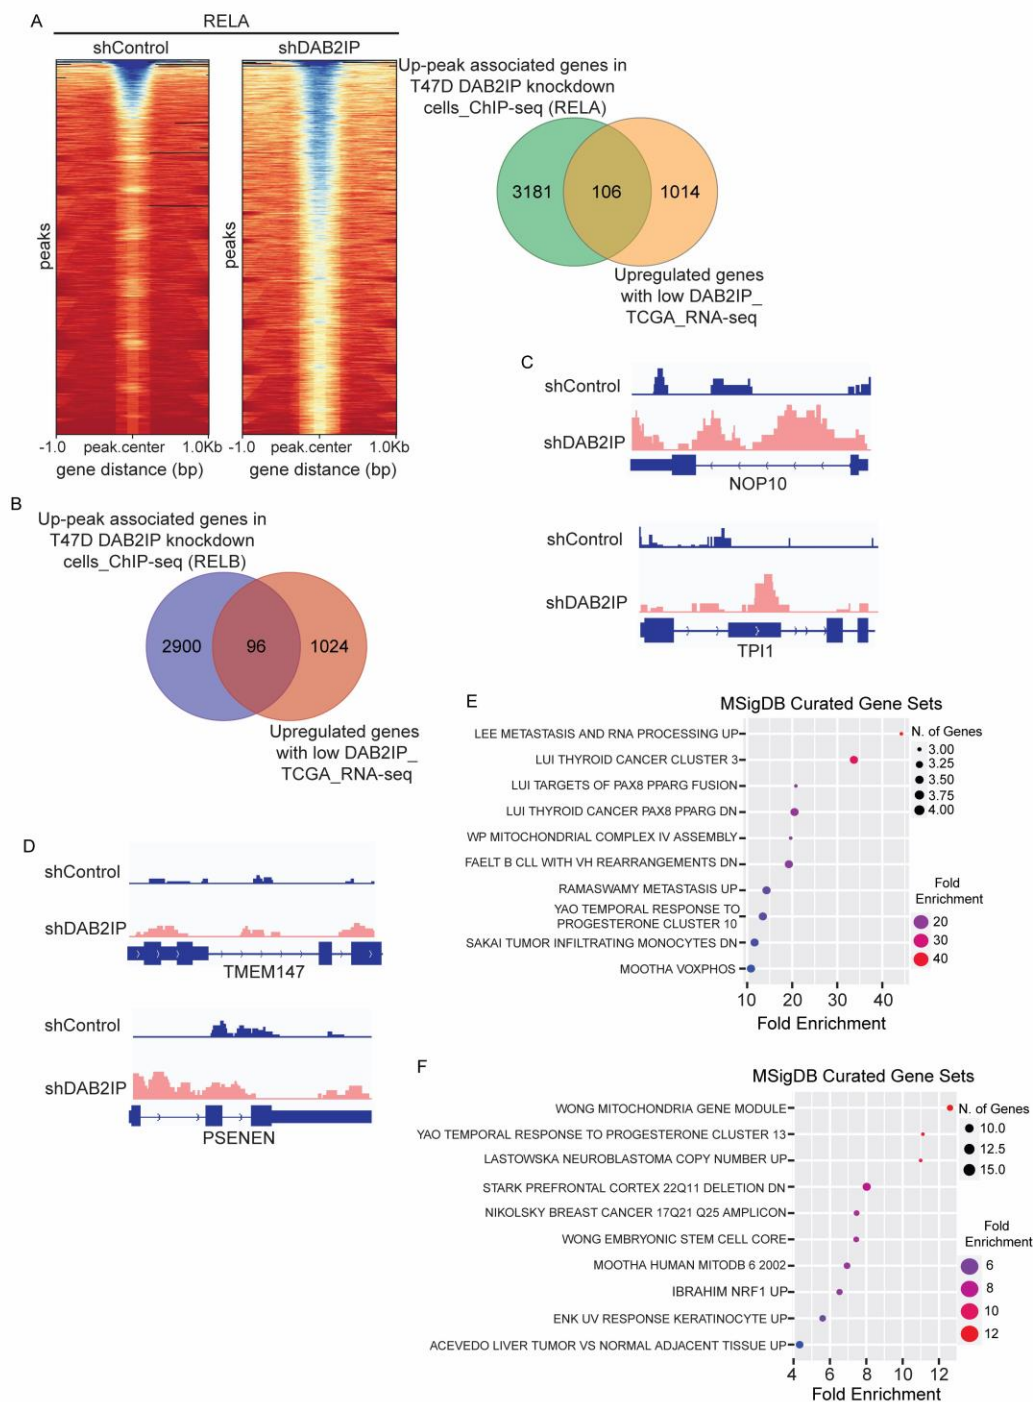 A
RELA
shControl
shDAB2IP
peaks
peaks
-1.0 peak.center 1.0Kb
gene distance (bp)
-1.0 peak.center 1.0Kb
gene distance (bp)
Up-peak associated genes in
T47D DAB2IP knockdown
cells_ChIP-seq (RELA)
3181 106 1014
Upregulated genes
with low DAB2IP_
TCGA_RNA-seq
B
Up-peak associated genes in
T47D DAB2IP knockdown
cells_ChIP-seq (RELB)
2900 96 1024
Upregulated genes
with low DAB2IP_
TCGA_RNA-seq
C
shControl
shDAB2IP
NOP10
shControl
shDAB2IP
TPI1
D
shControl
shDAB2IP
TMEM147
shControl
shDAB2IP
PSENEN
E
MSigDB Curated Gene Sets
LEE METASTASIS AND RNA PROCESSING UP
LUI THYROID CANCER CLUSTER 3
LUI TARGETS OF PAX8 PPARG FUSION
LUI THYROID CANCER PAX8 PPARG DN
WP MITOCHONDRIAL COMPLEX IV ASSEMBLY
FAELT B CLL WITH VH REARRANGEMENTS DN
RAMASWAMY METASTASIS UP
YAO TEMPORAL RESPONSE TO
PROGESTERONE CLUSTER 10
SAKAI TUMOR INFILTRATING MONOCYTES DN
MOOTHA VOXPHOS
10 20 30 40
Fold Enrichment
N. of Genes
3.00
3.25
3.50
3.75
4.00
Fold
Enrichment
20
30
40
F
MSigDB Curated Gene Sets
WONG MITOCHONDRIA GENE MODULE
YAO TEMPORAL RESPONSE TO PROGESTERONE CLUSTER 13
LASTOWSKA NEUROBLASTOMA COPY NUMBER UP
STARK PREFRONTAL CORTEX 22Q11 DELETION DN
NIKOLSKY BREAST CANCER 17Q21 Q25 AMPLICON
WONG EMBRYONIC STEM CELL CORE
MOOTHA HUMAN MITODB 6 2002
IBRAHIM NRF1 UP
ENK UV RESPONSE KERATINOCYTE UP
ACEVEDO LIVER TUMOR VS NORMAL ADJACENT TISSUE UP
4 6 8 10 12
Fold Enrichment
N. of Genes
10.0
12.5
15.0
Fold
Enrichment
6
8
10
12